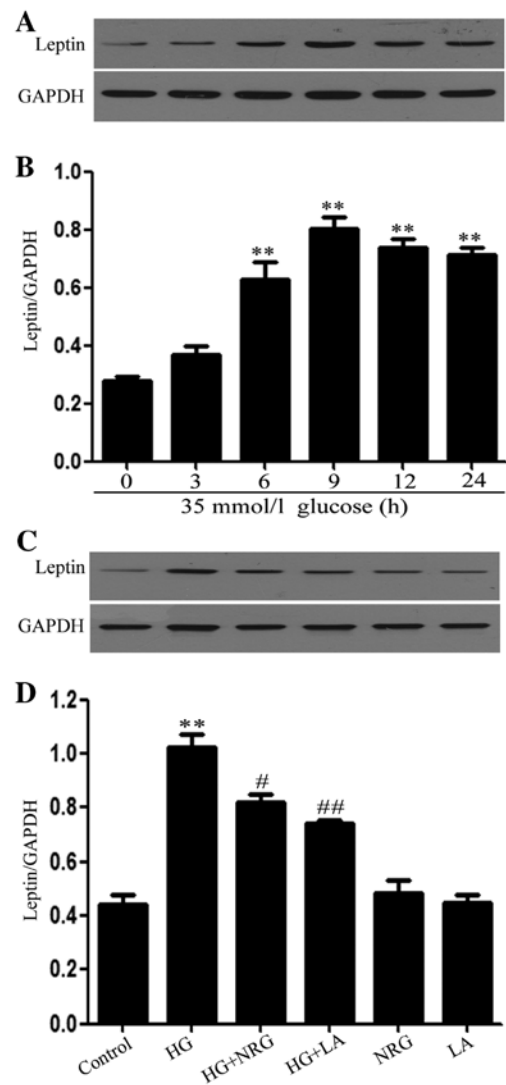 A
Leptin
GAPDH
B
Leptin/GAPDH
1.0
0.8
0.6
0.4
0.2
0.0
** ** ** **
0 3 6 9 12 24
35 mmol/l glucose (h)
C
Leptin
GAPDH
D
Leptin/GAPDH
1.2
1.0
0.8
0.6
0.4
0.2
0.0
** # ##
Control HG HG+NRG HG+LA NRG LA